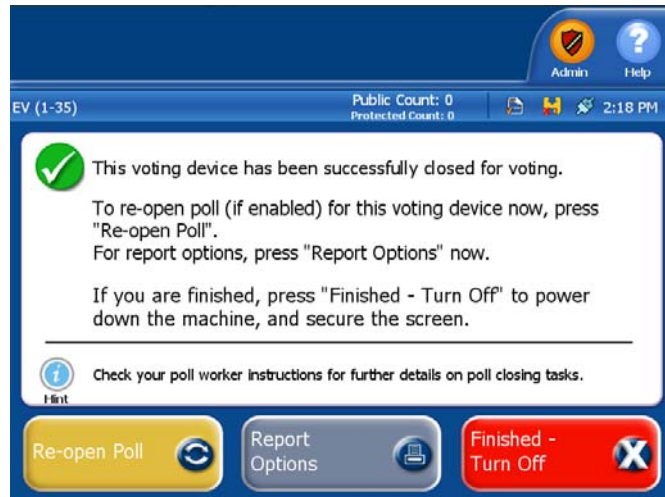 Admin
Help
EV (1-35)
Public Count: 0
Protected Count: 0
2:18 PM
This voting device has been successfully closed for voting.
To re-open poll (if enabled) for this voting device now, press
"Re-open Poll".
For report options, press "Report Options" now.
If you are finished, press "Finished - Turn Off" to power
down the machine, and secure the screen.
Hint
Check your poll worker instructions for further details on poll closing tasks.
Re-open Poll
Report
Options
Finished -
Turn Off